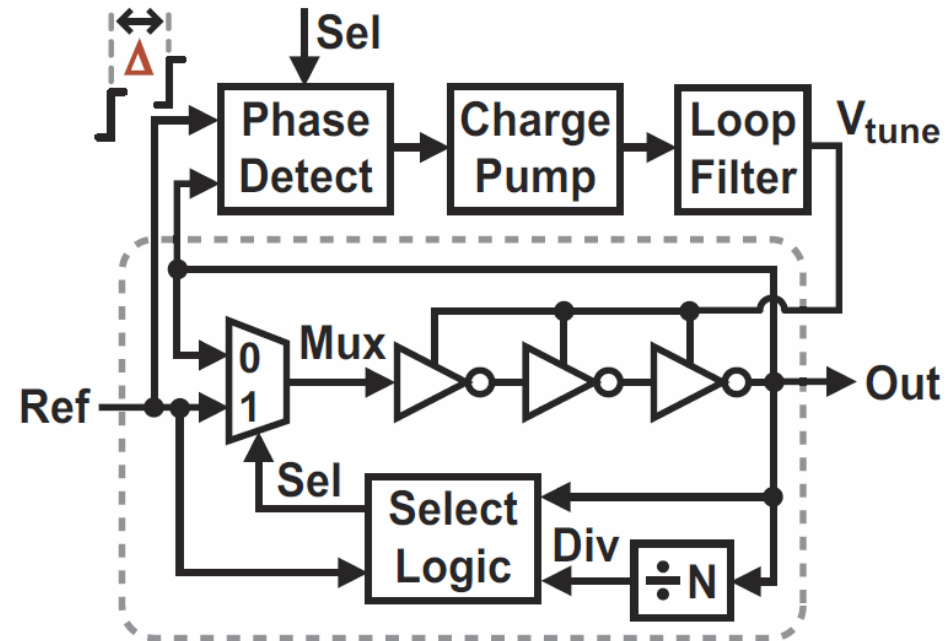 Δ
Sel
Phase
Detect
Charge
Pump
Loop
Filter
Vtune
0
1
Mux
Ref
Out
Sel
Select
Logic
Div
÷ N